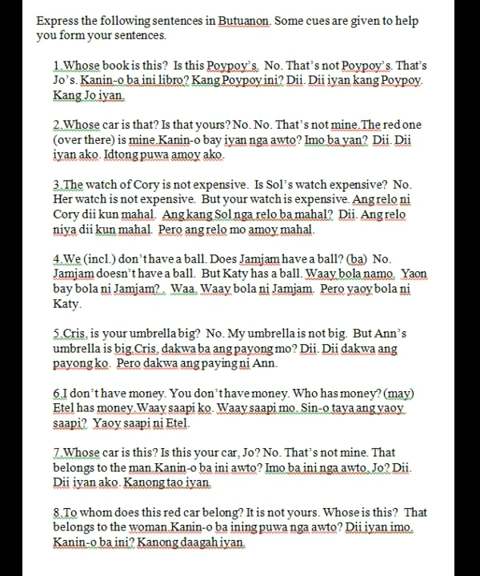 Express the following sentences in Butuanon. Some cues are given to help
you form your sentences.
1.Whose book is this? Is this Poypoy's. No. That's not Poypoy's. That's
Jo's. Kanin-o ba ini libro? Kang Poypoy ini? Dii. Dii iyan kang Poypoy.
Kang Jo iyan.
2.Whose car is that? Is that yours? No. No. That's not mine.The red one
(over there) is mine.Kanin-o bay iyan nga awto? Imo ba yan? Dii. Dii
iyan ako. Idtong puwa amoy ako.
3.The watch of Cory is not expensive. Is Sol's watch expensive? No.
Her watch is not expensive. But your watch is expensive. Ang relo ni
Cory dii kun mahal. Ang kang Sol nga relo ba mahal? Dii. Ang relo
niya dii kun mahal. Pero ang relo mo amoy mahal.
4.We (incl.) don't have a ball. Does Jamjam have a ball? (ba) No.
Jamjam doesn't have a ball. But Katy has a ball. Waay bola namo. Yaon
bay bola ni Jamjam? . Waa. Waay bola ni Jamjam. Pero yaoy bola ni
Katy.
5.Cris, is your umbrella big? No. My umbrella is not big. But Ann's
umbrella is big.Cris, dakwa ba ang payong mo? Dii. Dii dakwa ang
payong ko. Pero dakwa ang paying ni Ann.
6.I don't have money. You don't have money. Who has money? (may)
Etel has money.Waay saapi ko. Waay saapi mo. Sin-o taya ang yaoy
saapi? Yaoy saapi ni Etel.
7.Whose car is this? Is this your car, Jo? No. That's not mine. That
belongs to the man.Kanin-o ba ini awto? Imo ba ini nga awto, Jo? Dii.
Dii iyan ako. Kanong tao iyan.
8.To whom does this red car belong? It is not yours. Whose is this? That
belongs to the woman.Kanin-o ba ining puwa nga awto? Dii iyan imo.
Kanin-o ba ini? Kanong daagah iyan.